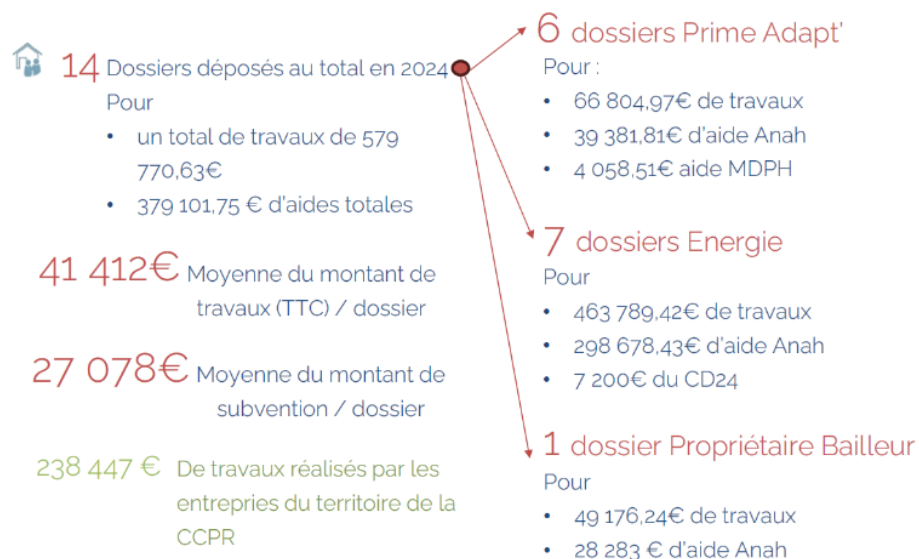 14 Dossiers déposés au total en 2024
Pour
• un total de travaux de 579
770,63€
• 379 101,75 € d'aides totales
41 412€ Moyenne du montant de
travaux (TTC) / dossier
27 078€ Moyenne du montant de
subvention / dossier
238 447 € De travaux réalisés par les
entrepries du territoire de la
CCPR
6 dossiers Prime Adapt'
Pour :
• 66 804,97€ de travaux
• 39 381,81€ d'aide Anah
• 4 058,51€ aide MDPH
7 dossiers Energie
Pour
• 463 789,42€ de travaux
• 298 678,43€ d'aide Anah
• 7 200€ du CD24
1 dossier Propriétaire Bailleur
Pour
• 49 176,24€ de travaux
• 28 283 € d'aide Anah